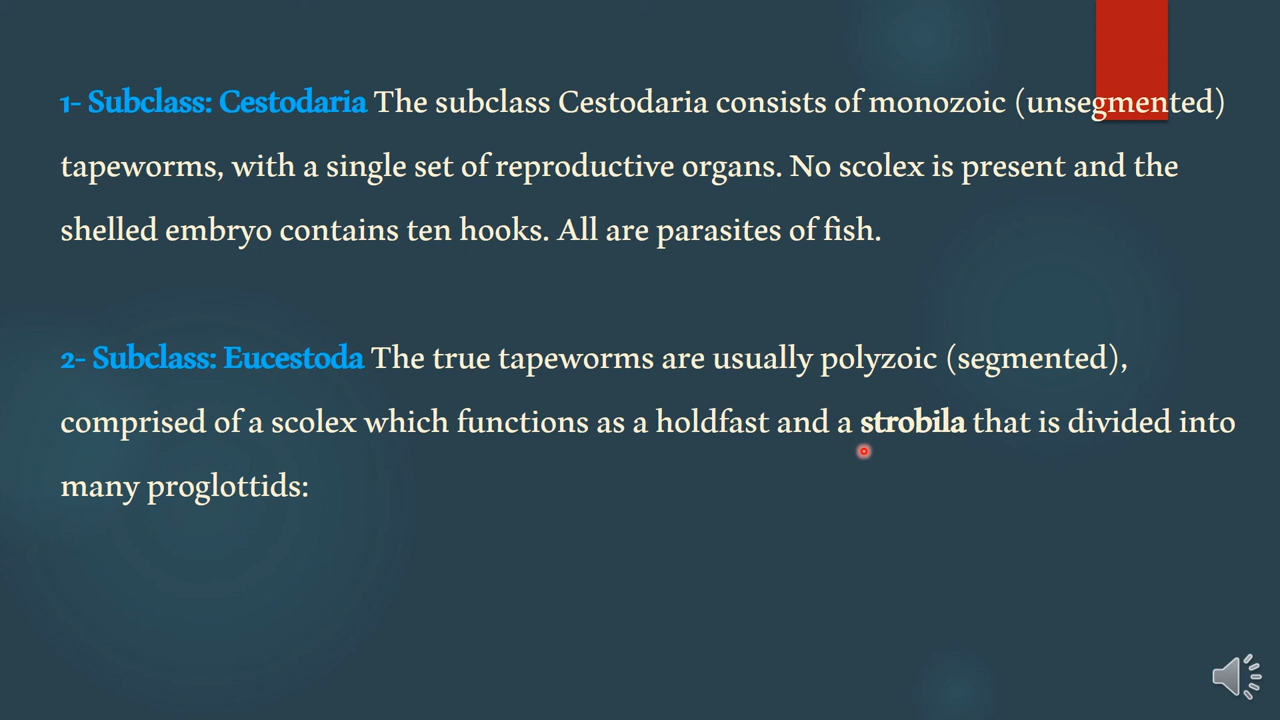 1- Subclass: Cestodaria The subclass Cestodaria consists of monozoic (unsegmented)
tapeworms, with a single set of reproductive organs. No scolex is present and the
shelled embryo contains ten hooks. All are parasites of fish.
2- Subclass: Eucestoda The true tapeworms are usually polyzoic (segmented),
comprised of a scolex which functions as a holdfast and a strobila that is divided into
many proglottids: